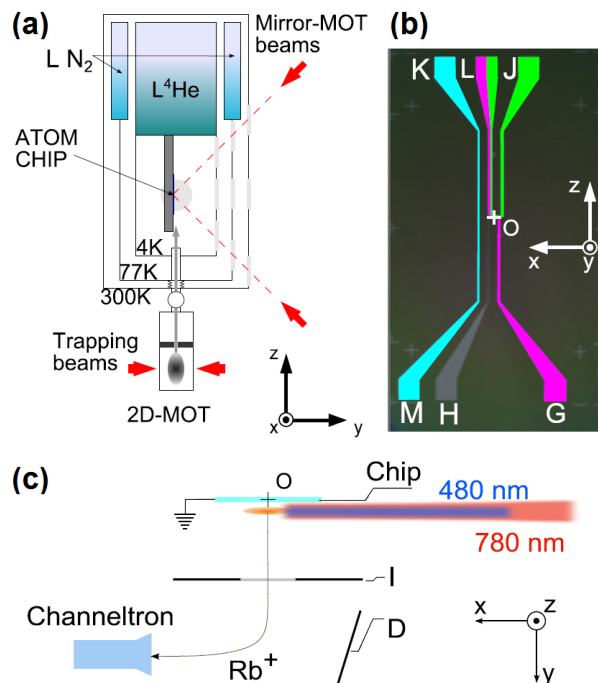 (a)
Mirror-MOT
beams
L N₂
L⁴He
ATOM
CHIP
4K
77K
300K
Trapping
beams
2D-MOT
z
x
y
(b)
K
L
J
z
O
x
y
M
H
G
(c)
O
Chip
480 nm
780 nm
I
Channeltron
D
Rb⁺
x
z
y